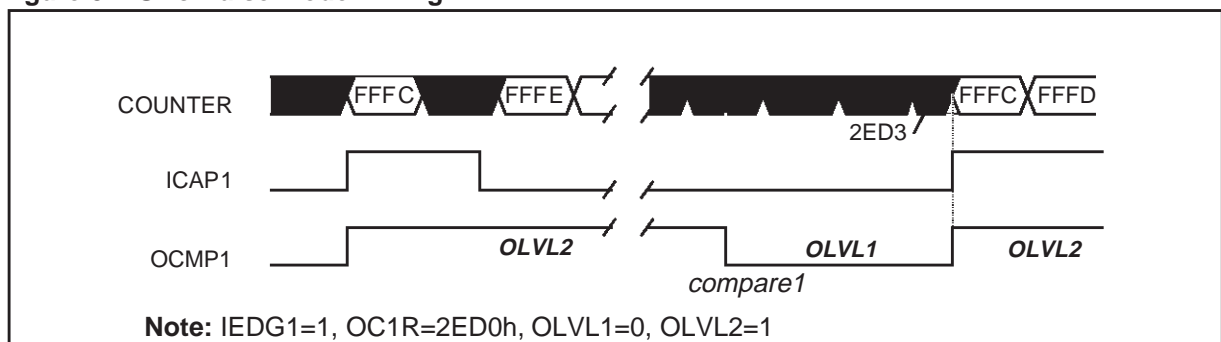 COUNTER FFFC FFFE 2ED3 FFFC FFFD
ICAP1
OCMP1 OLVL2 OLVL1 OLVL2
compare1
Note: IEDG1=1, OC1R=2ED0h, OLVL1=0, OLVL2=1